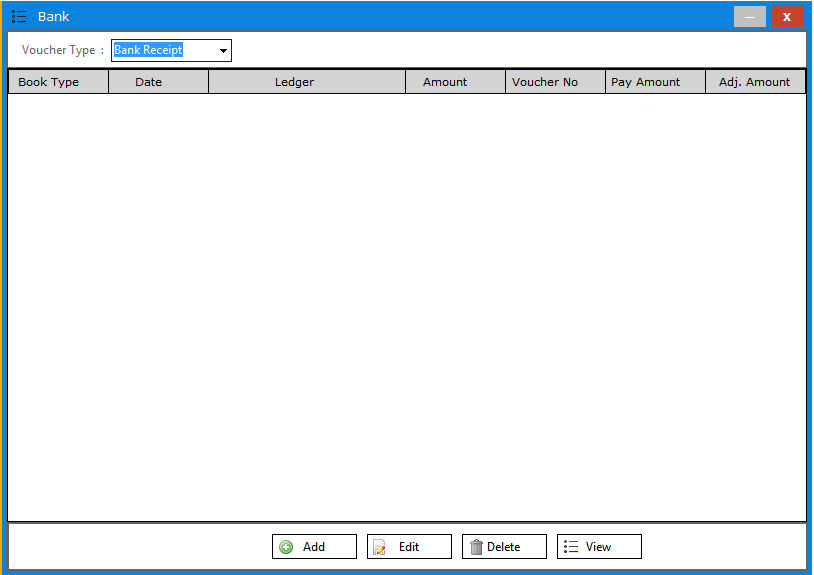 Bank
x
Voucher Type : Bank Receipt
Book Type Date Ledger Amount Voucher No Pay Amount Adj. Amount
Add Edit Delete View